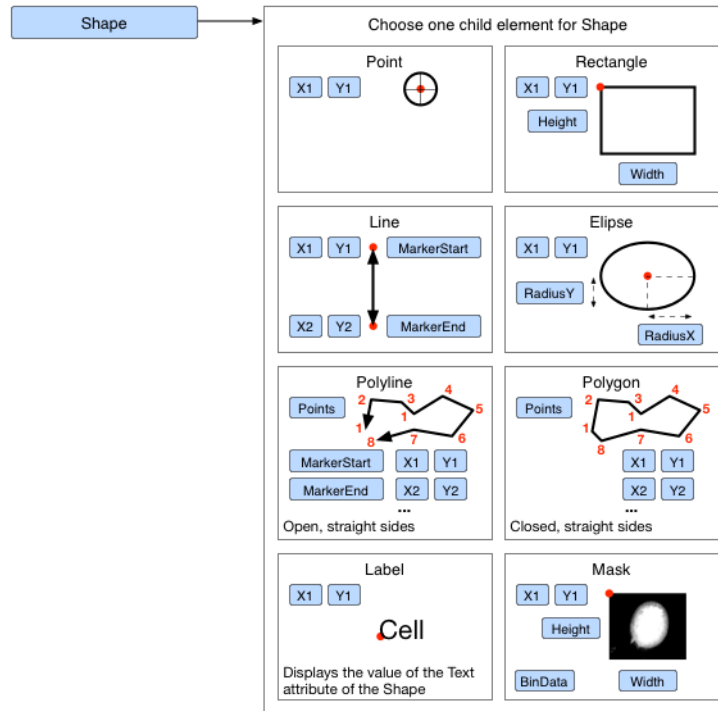 Shape
Choose one child element for Shape
Point
X1 Y1
Rectangle
X1 Y1
Height
Width
Line
X1 Y1 MarkerStart
X2 Y2 MarkerEnd
Elipse
X1 Y1
RadiusY
RadiusX
Polyline
Points
2 3 4
1 1 5
8 7 6
MarkerStart X1 Y1
MarkerEnd X2 Y2
...
Open, straight sides
Polygon
Points
2 3 4
1 1 5
8 7 6
X1 Y1
X2 Y2
...
Closed, straight sides
Label
X1 Y1
Cell
Displays the value of the Text
attribute of the Shape
Mask
X1 Y1
Height
BinData Width